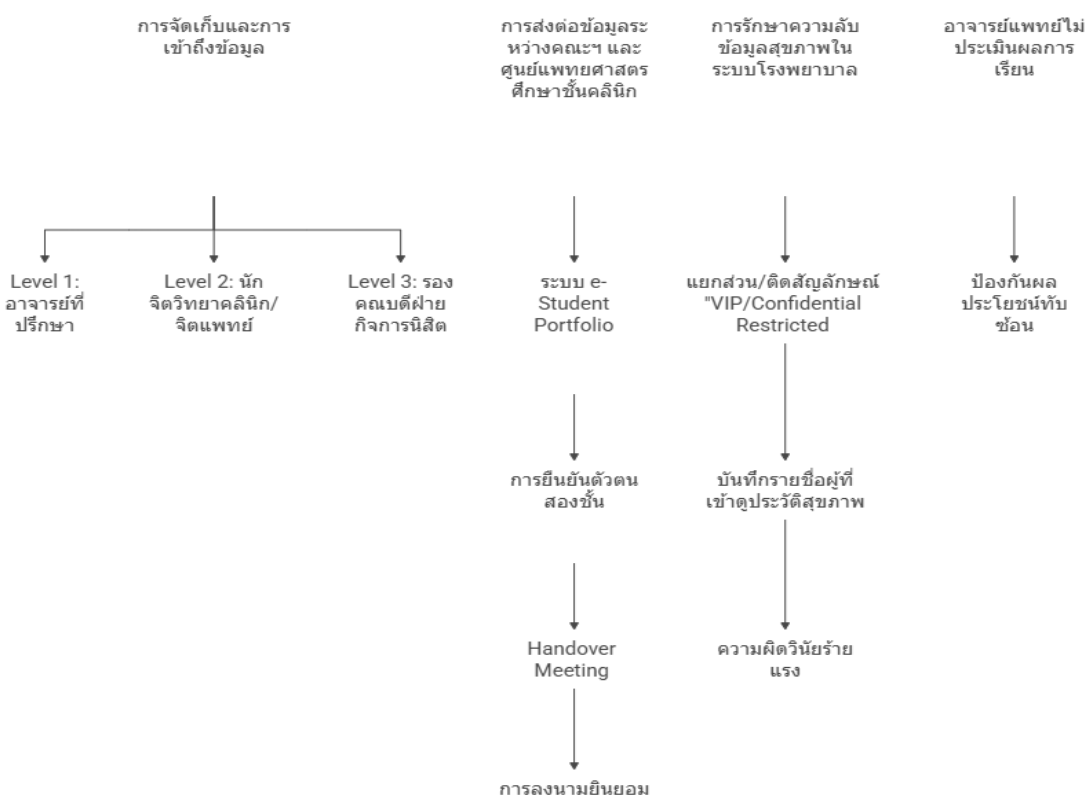 การจัดเก็บและการ
เข้าถึงข้อมูล
การส่งต่อข้อมูลระ
หว่างคณะฯ และ
ศูนย์แพทยศาสตร
ศึกษาชั้นคลินิก
การรักษาความลับ
ข้อมูลสุขภาพใน
ระบบโรงพยาบาล
อาจารย์แพทย์ไม่
ประเมินผลการ
เรียน
Level 1:
อาจารย์ที่
ปรึกษา
Level 2: นัก
จิตวิทยาคลินิก/
จิตแพทย์
Level 3: รอง
คณบดีฝ่าย
กิจการนิสิต
ระบบ e-
Student
Portfolio
แยกส่วน/ติดสัญลักษณ์
"VIP/Confidential
Restricted
ป้องกันผล
ประโยชน์ทับ
ซ้อน
การยืนยันตัวตน
สองชั้น
บันทึกรายชื่อผู้ที่
เข้าดูประวัติสุขภาพ
Handover
Meeting
ความผิดวินัยร้าย
แรง
การลงนามยินยอม